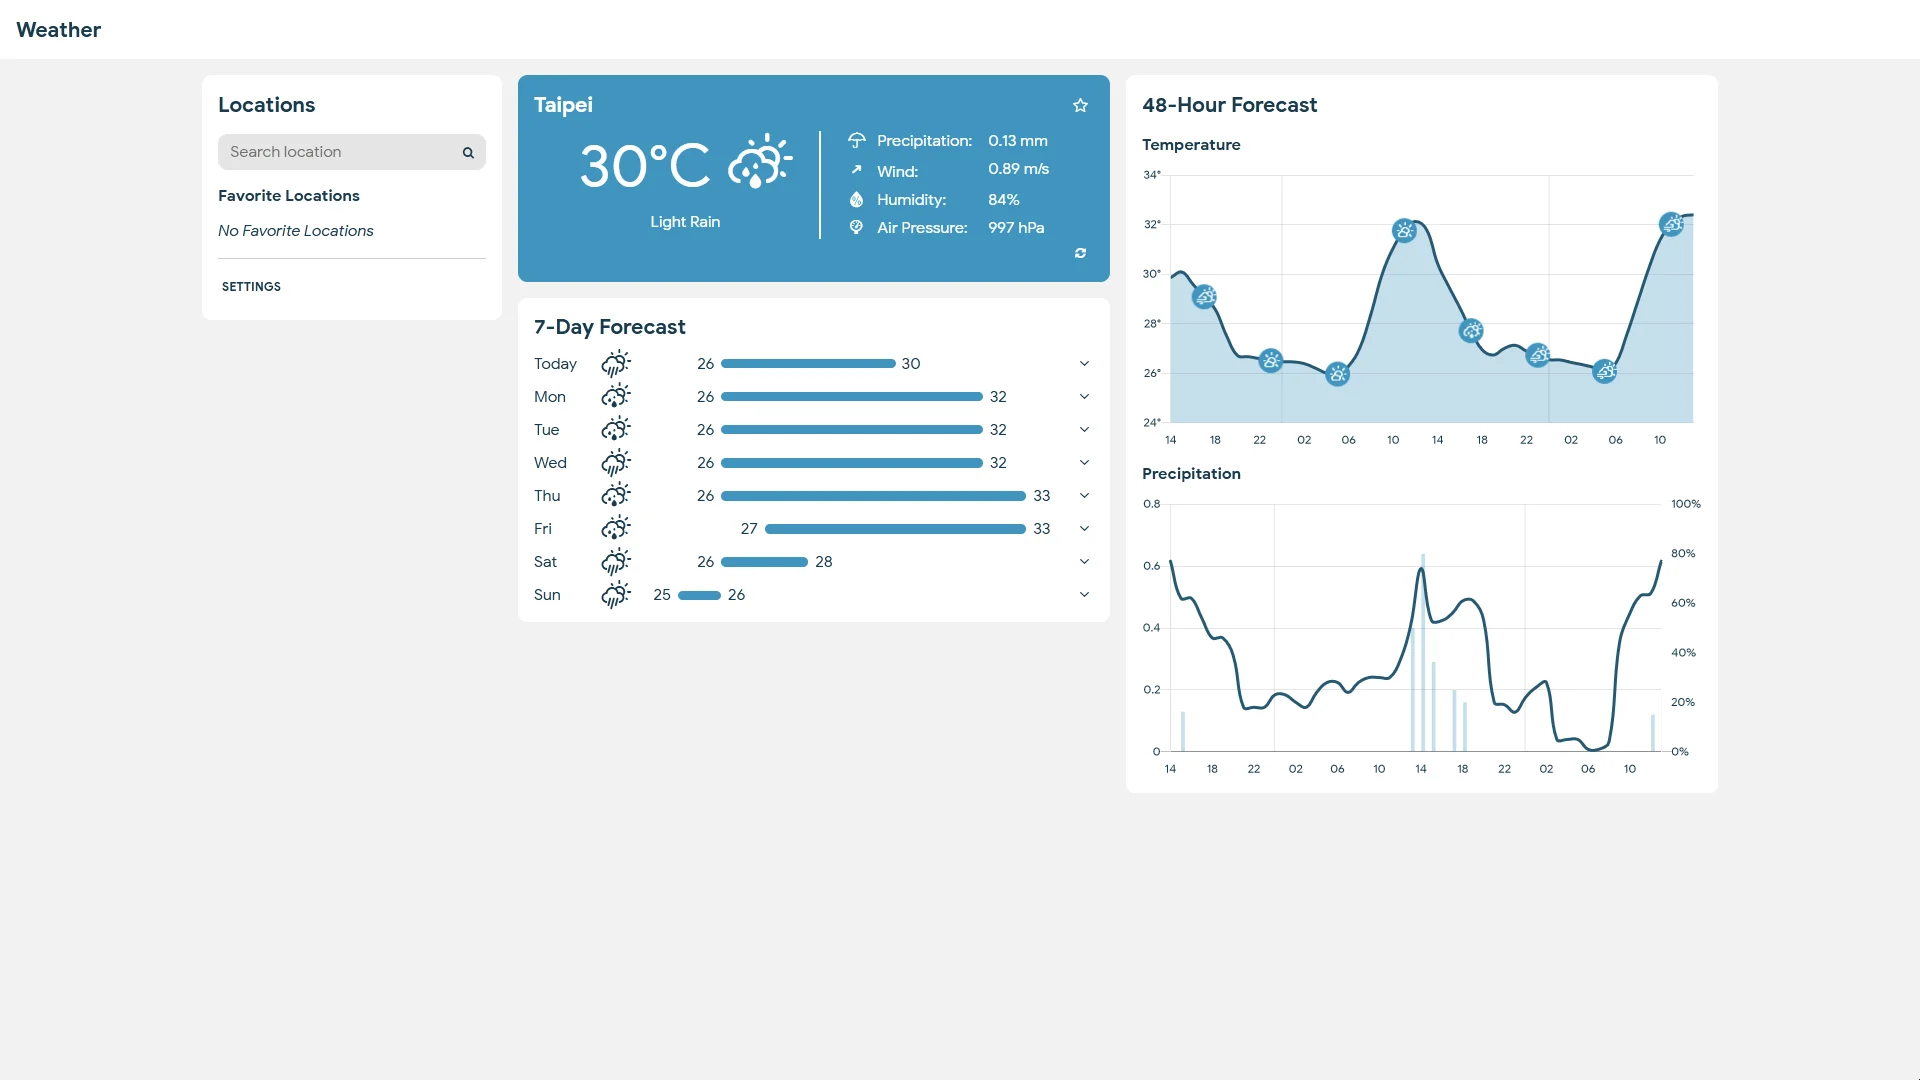 Weather
Locations
Search location
Favorite Locations
No Favorite Locations
SETTINGS
Taipei
30°C
Light Rain
Precipitation: 0.13 mm
Wind: 0.89 m/s
Humidity: 84%
Air Pressure: 997 hPa
7-Day Forecast
Today 26 30
Mon 26 32
Tue 26 32
Wed 26 32
Thu 26 33
Fri 27 33
Sat 26 28
Sun 25 26
48-Hour Forecast
Temperature
34°
32°
30°
28°
26°
24°
14 18 22 02 06 10 14 18 22 02 06 10
Precipitation
0.8 100%
80%
0.6
60%
0.4
40%
0.2
20%
0 0%
14 18 22 02 06 10 14 18 22 02 06 10